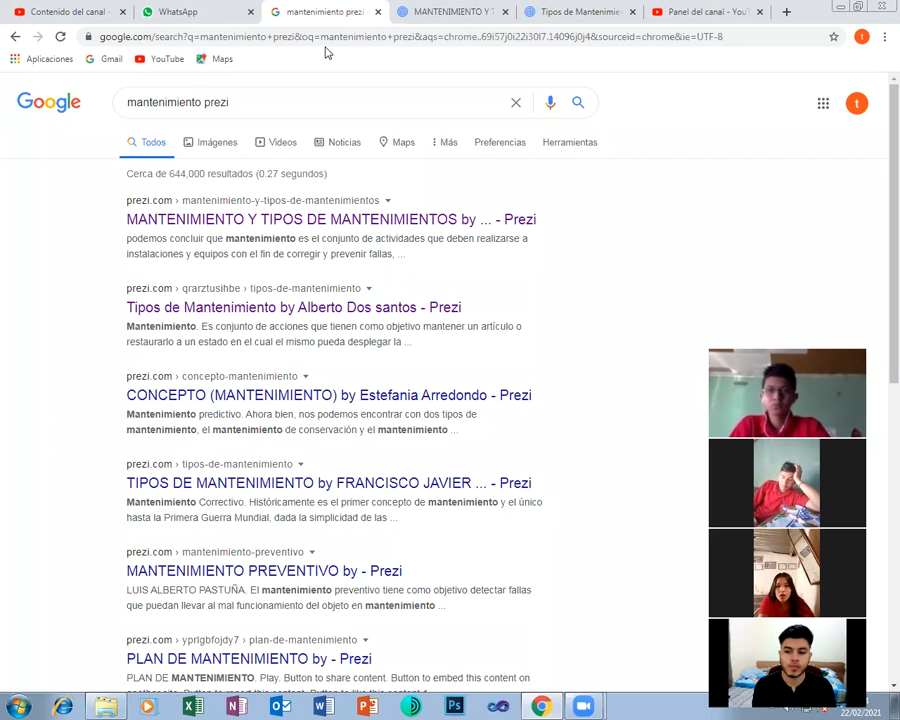 Contenido del canal -
WhatsApp
mantenimiento prezi
MANTENIMIENTO Y T
Tipos de Mantenimie
Panel del canal - YouT
google.com/search?q=mantenimiento+prezi&oq=mantenimiento+prezi&aqs=chrome..69i57j0i22i30l7.14096j0j4&sourceid=chrome&ie=UTF-8
t
Aplicaciones
Gmail
YouTube
Maps
Google
mantenimiento prezi
t
Todos
Imágenes
Videos
Noticias
Maps
Más
Preferencias
Herramientas
Cerca de 644,000 resultados (0.27 segundos)
prezi.com › mantenimiento-y-tipos-de-mantenimientos
MANTENIMIENTO Y TIPOS DE MANTENIMIENTOS by ... - Prezi
podemos concluir que mantenimiento es el conjunto de actividades que deben realizarse a
instalaciones y equipos con el fin de corregir y prevenir fallas, ...
prezi.com › qrarztusihbe › tipos-de-mantenimiento
Tipos de Mantenimiento by Alberto Dos santos - Prezi
Mantenimiento. Es conjunto de acciones que tienen como objetivo mantener un artículo o
restaurarlo a un estado en el cual el mismo pueda desplegar la ...
prezi.com › concepto-mantenimiento
CONCEPTO (MANTENIMIENTO) by Estefania Arredondo - Prezi
Mantenimiento predictivo. Ahora bien, nos podemos encontrar con dos tipos de
mantenimiento, el mantenimiento de conservación y el mantenimiento ...
prezi.com › tipos-de-mantenimiento
TIPOS DE MANTENIMIENTO by FRANCISCO JAVIER ... - Prezi
Mantenimiento Correctivo. Históricamente es el primer concepto de mantenimiento y el único
hasta la Primera Guerra Mundial, dada la simplicidad de las ...
prezi.com › mantenimiento-preventivo
MANTENIMIENTO PREVENTIVO by - Prezi
LUIS ALBERTO PASTUÑA. El mantenimiento preventivo tiene como objetivo detectar fallas
que puedan llevar al mal funcionamiento del objeto en mantenimiento ...
prezi.com › yprlgbfojdy7 › plan-de-mantenimiento
PLAN DE MANTENIMIENTO by - Prezi
PLAN DE MANTENIMIENTO. Play. Button to share content. Button to embed this content on
22/02/2021